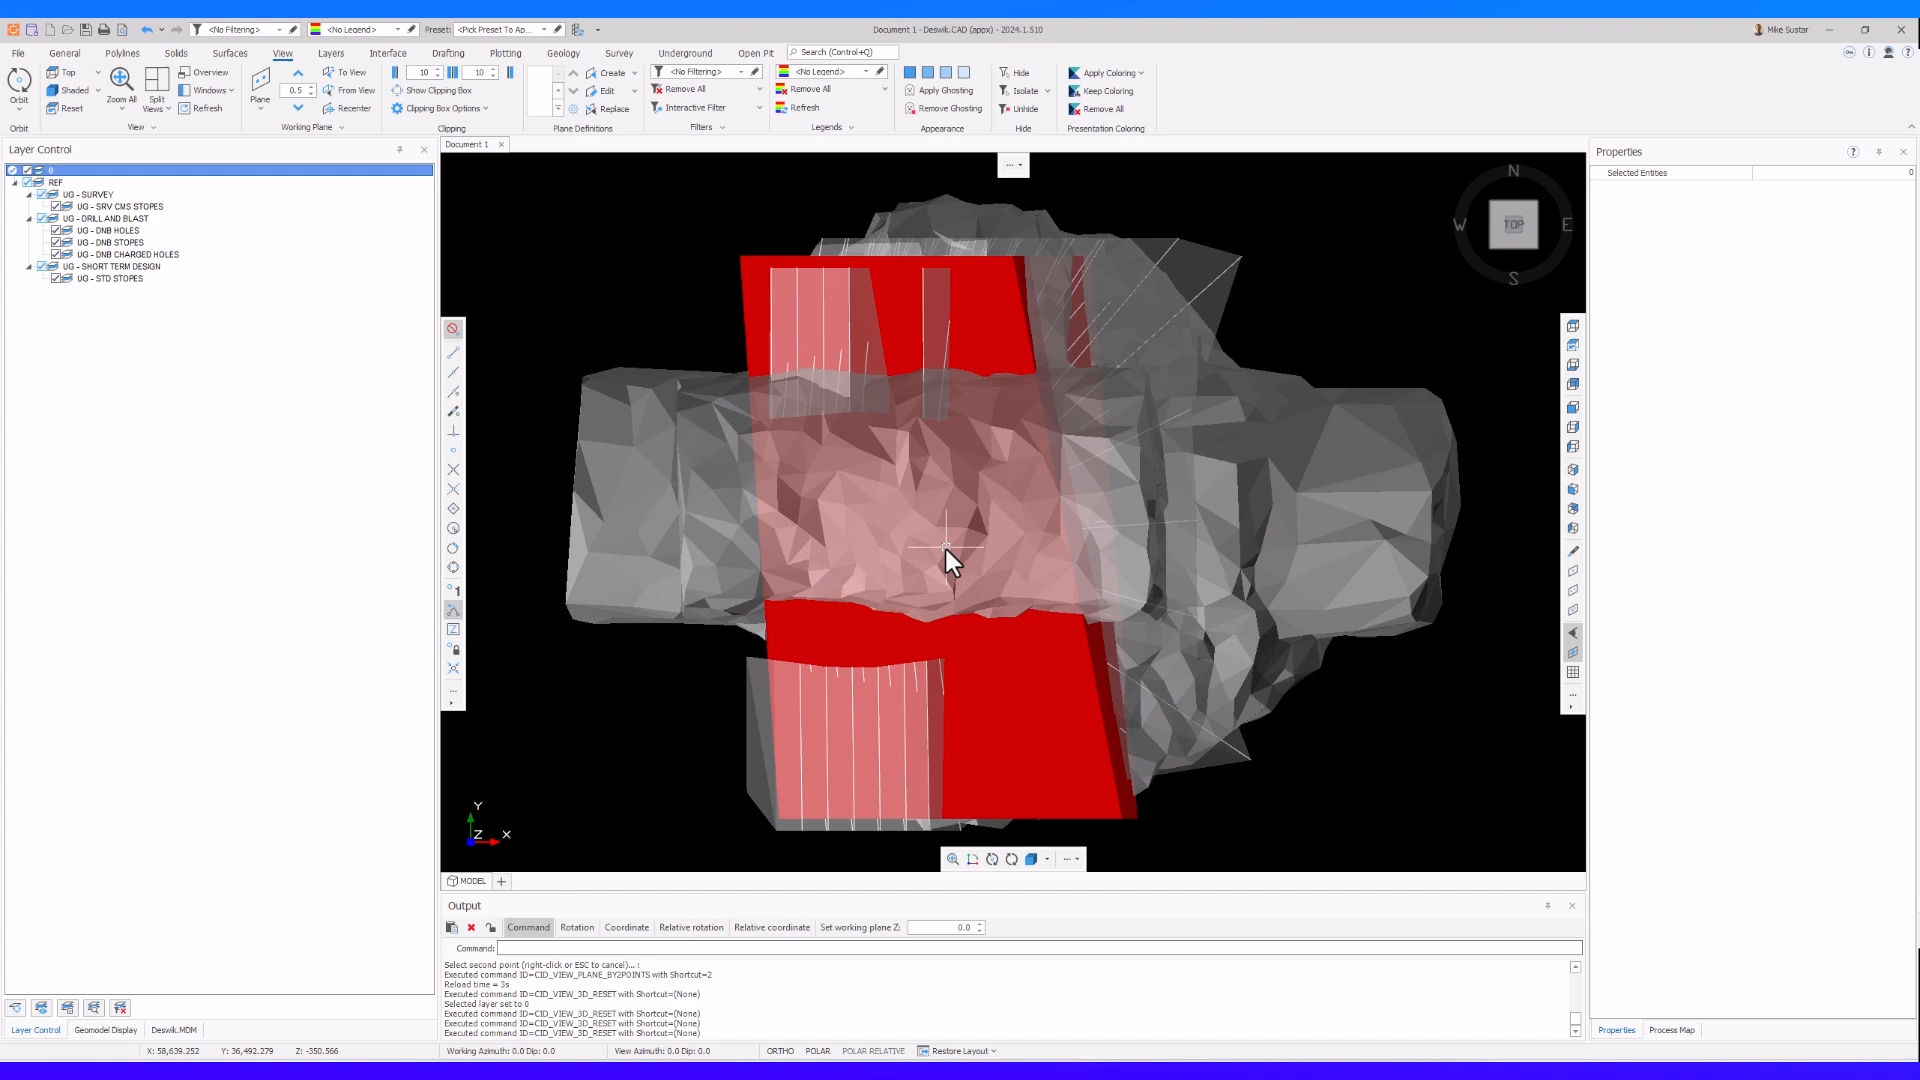 <No Filtering>
<No Legend>
Preset: <Pick Preset To Ap...
Document 1 - Deswik.CAD (appx) - 2024.1.510
Mike Sustar
File General Polylines Solids Surfaces View Layers Interface Drafting Plotting Geology Survey Underground Open Pit Search (Control+Q)
Top Overview To View 10 10 Create <No Filtering> <No Legend> Hide Apply Coloring
Orbit Shaded Zoom All Split Views Windows Plane 0.5 From View Show Clipping Box Edit Remove All Remove All Apply Ghosting Isolate Keep Coloring
Reset Refresh Recenter Clipping Box Options Replace Interactive Filter Refresh Remove Ghosting Unhide Remove All
Orbit View Working Plane Clipping Plane Definitions Filters Legends Appearance Hide Presentation Coloring
Layer Control
0
REF
UG - SURVEY
UG - SRV CMS STOPES
UG - DRILL AND BLAST
UG - DNB HOLES
UG - DNB STOPES
UG - DNB CHARGED HOLES
UG - SHORT TERM DESIGN
UG - STD STOPES
Document 1
N
W TOP E
S
1
Y
Z X
MODEL
Properties
Selected Entities 0
Output
Command Rotation Coordinate Relative rotation Relative coordinate Set working plane Z: 0.0
Command:
Select second point (right-click or ESC to cancel)... :
Executed command ID=CID_VIEW_PLANE_BY2POINTS with Shortcut=2
Reload time = 3s
Executed command ID=CID_VIEW_3D_RESET with Shortcut=(None)
Selected layer set to 0
Executed command ID=CID_VIEW_3D_RESET with Shortcut=(None)
Executed command ID=CID_VIEW_3D_RESET with Shortcut=(None)
Executed command ID=CID_VIEW_3D_RESET with Shortcut=(None)
Layer Control Geomodel Display Deswik.MDM
Properties Process Map
X: 58,639.252 Y: 36,492.279 Z: -350.566 Working Azimuth: 0.0 Dip: 0.0 View Azimuth: 0.0 Dip: 0.0 ORTHO POLAR POLAR RELATIVE Restore Layout